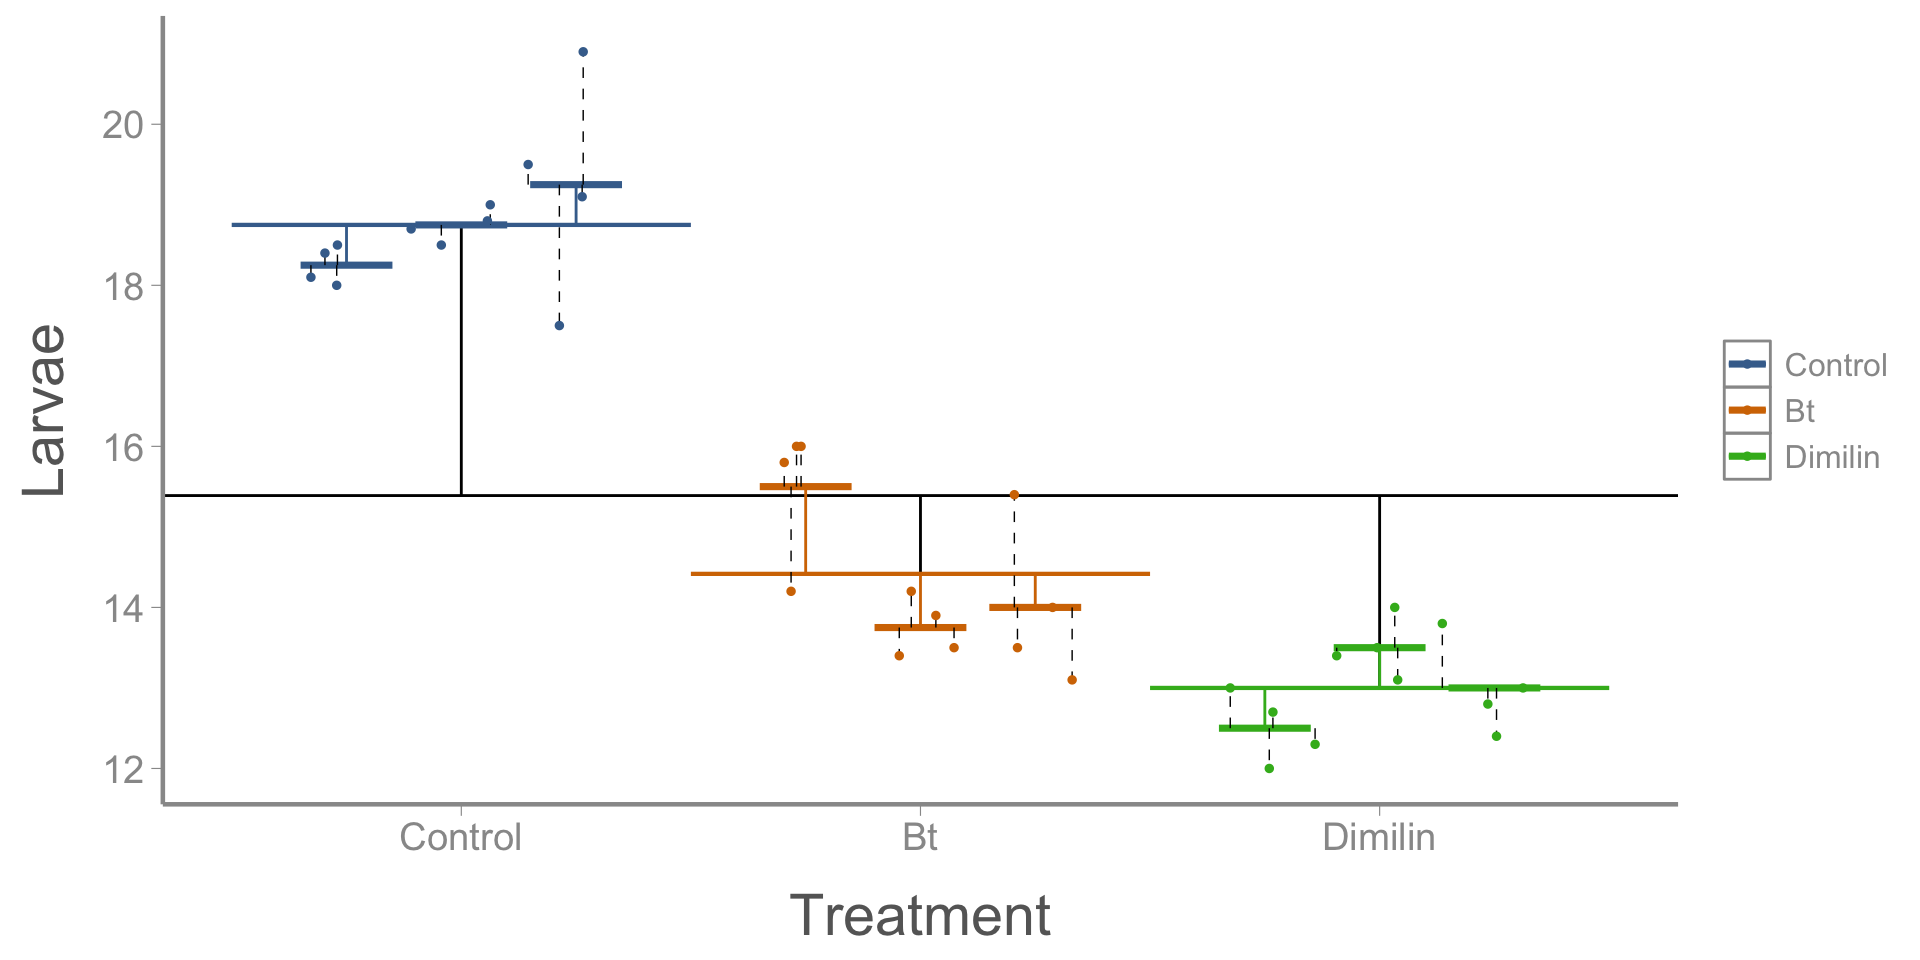 Larvae
20
18
16
14
12
Control
Bt
Dimilin
Treatment
Control
Bt
Dimilin